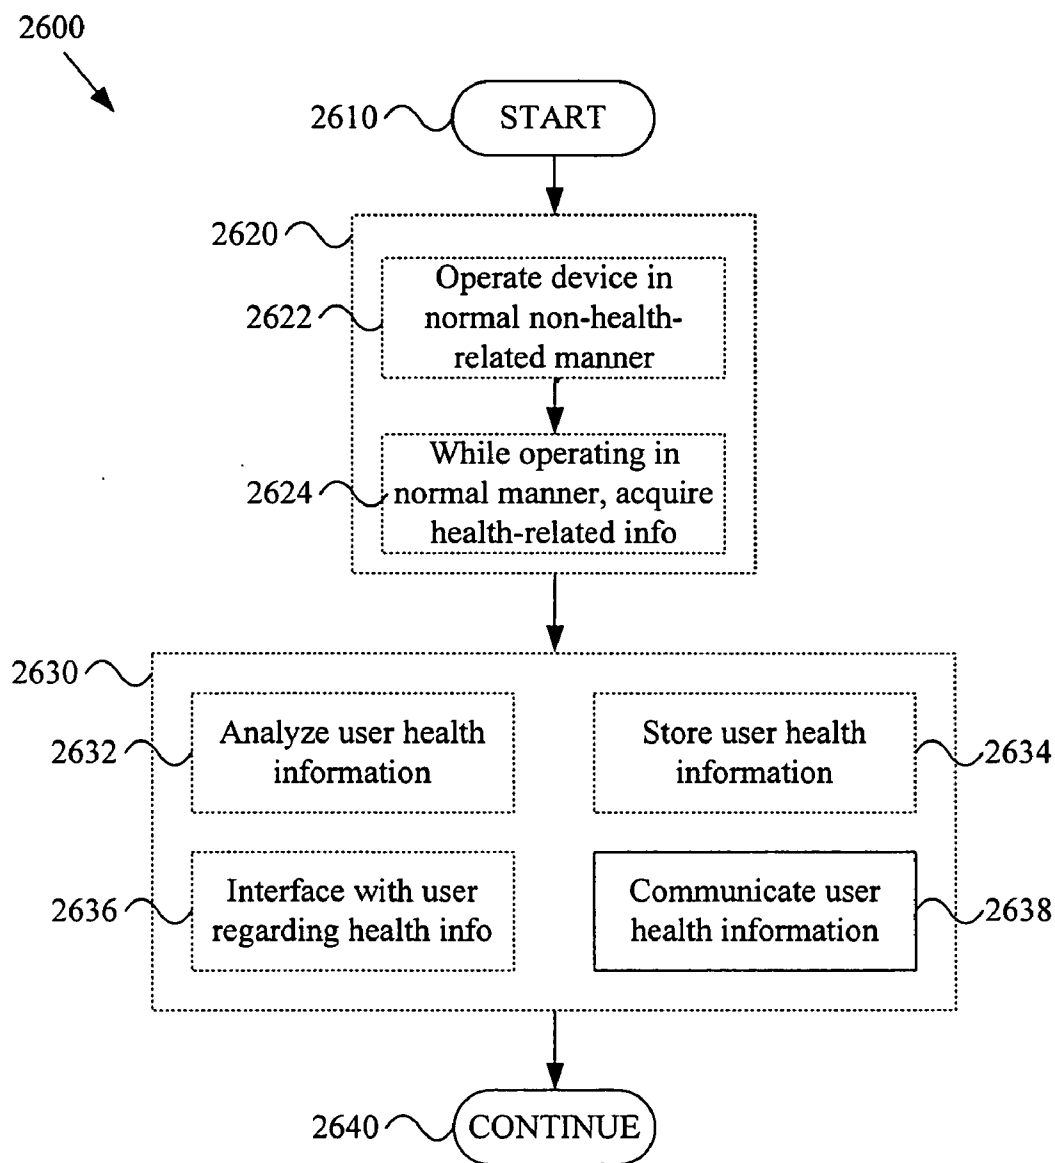 2600
2610
START
2620
2622
Operate device in
normal non-health-
related manner
2624
While operating in
normal manner, acquire
health-related info
2630
2632
Analyze user health
information
Store user health
information
2634
2636
Interface with user
regarding health info
Communicate user
health information
2638
2640
CONTINUE